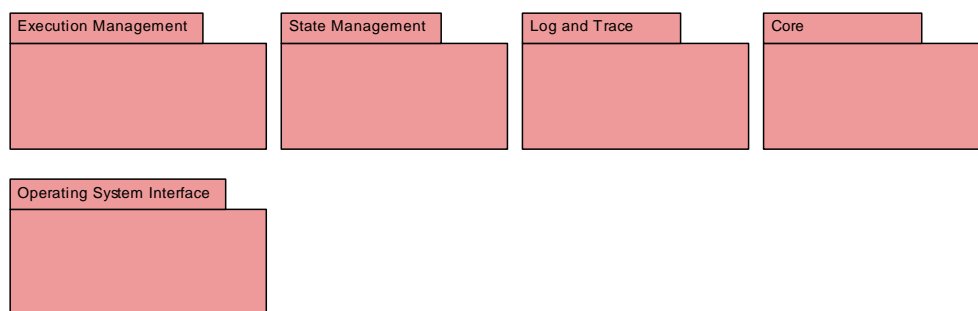 Execution Management
State Management
Log and Trace
Core
Operating System Interface